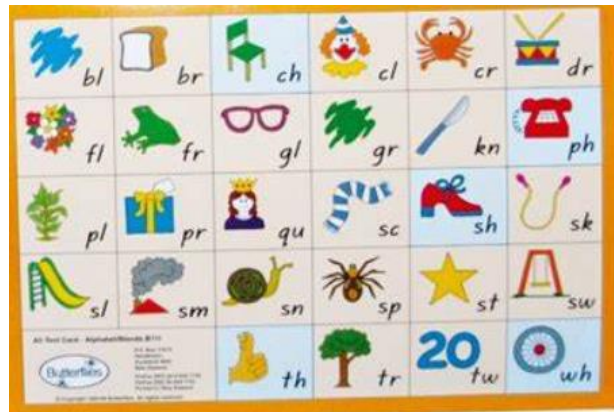 bl br ch cl cr dr
fl fr gl gr kn ph
pl pr qu sc sh sk
sl sm sn sp st sw
Butterflies
th tr 20 tw wh